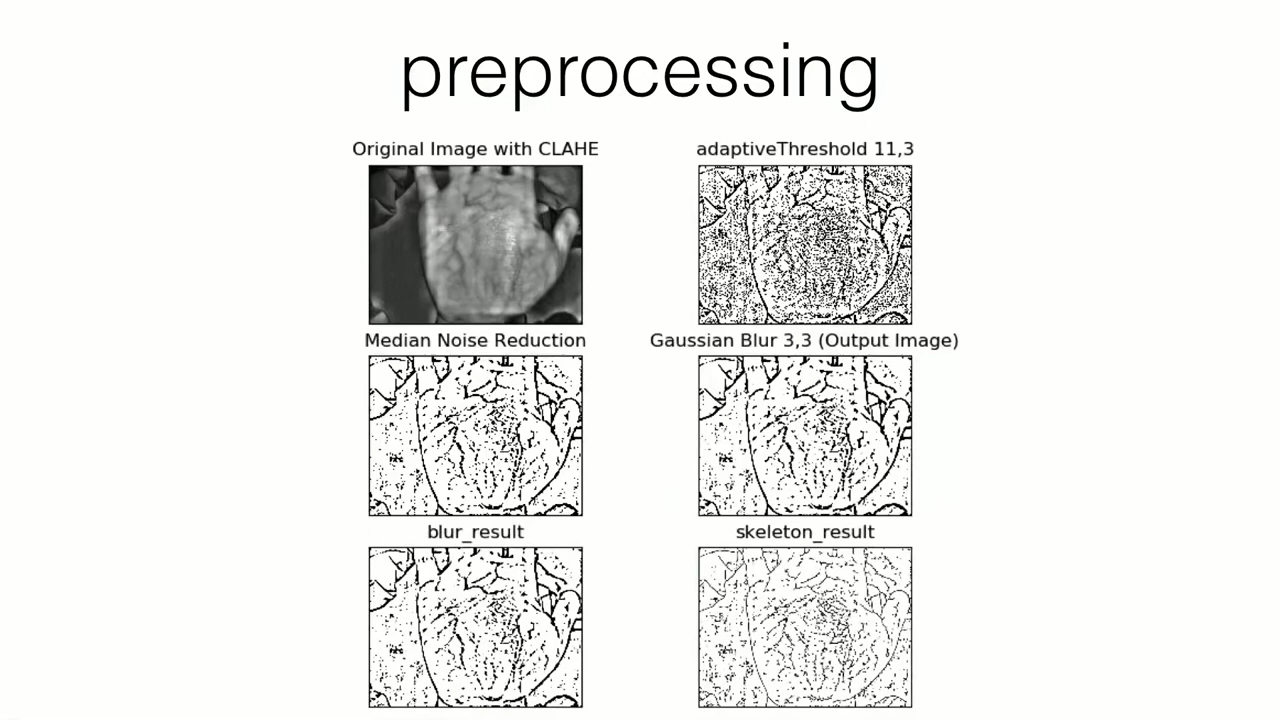 preprocessing
Original Image with CLAHE
adaptiveThreshold 11,3
Median Noise Reduction
Gaussian Blur 3,3 (Output Image)
blur_result
skeleton_result